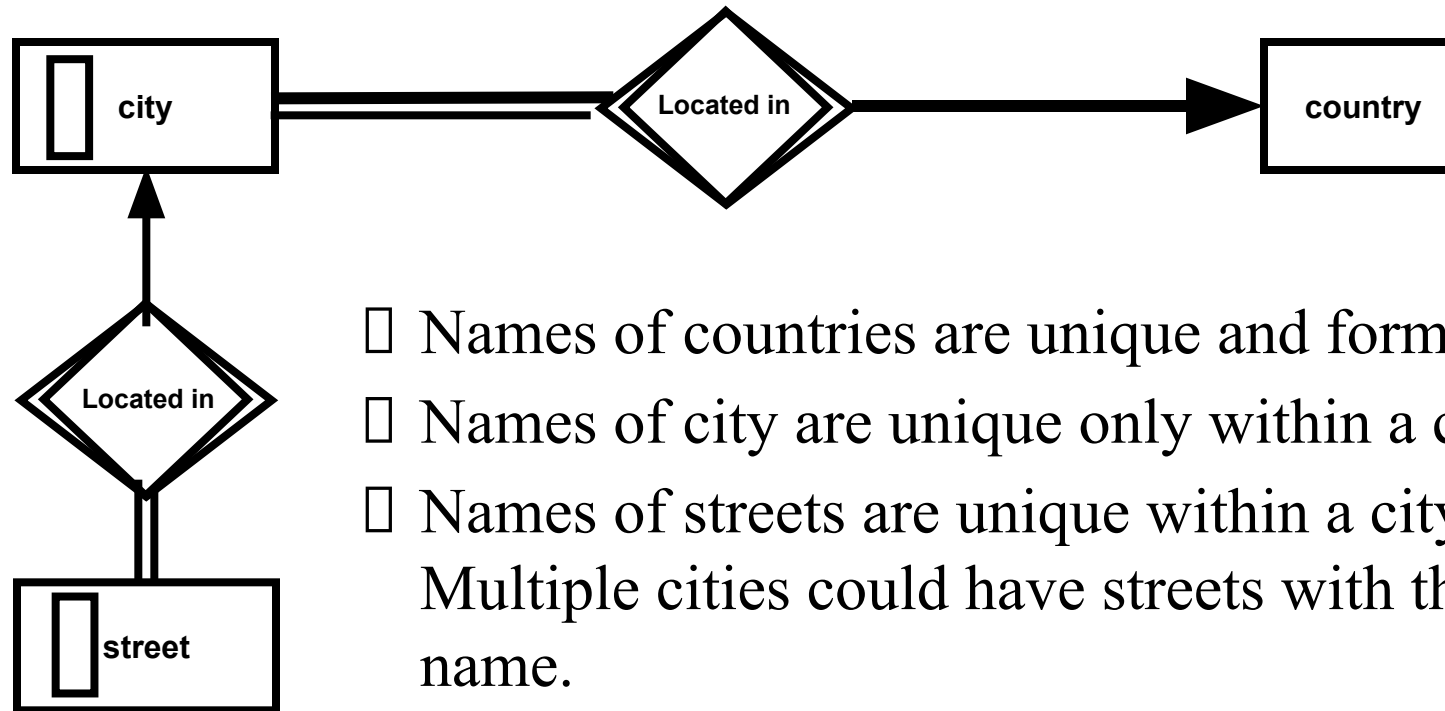 city
Located in
country
Located in
street
Names of countries are unique and form
Names of city are unique only within a
Names of streets are unique within a city
Multiple cities could have streets with
name.